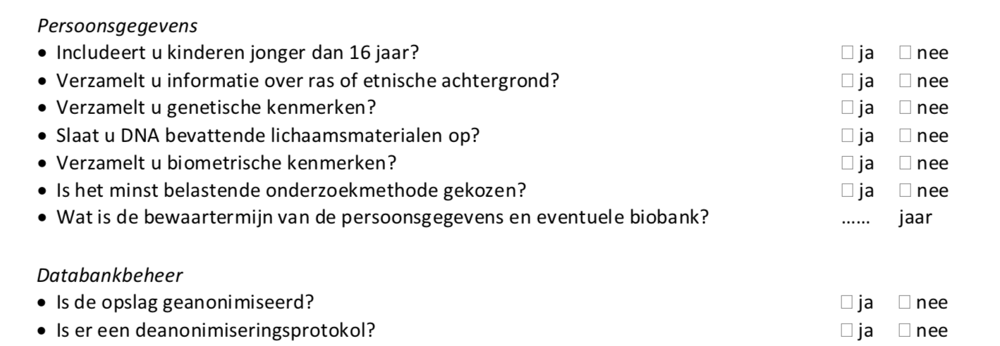 Persoonsgegevens
• Includeert u kinderen jonger dan 16 jaar? ☐ ja ☐ nee
• Verzamelt u informatie over ras of etnische achtergrond? ☐ ja ☐ nee
• Verzamelt u genetische kenmerken? ☐ ja ☐ nee
• Slaat u DNA bevattende lichaamsmaterialen op? ☐ ja ☐ nee
• Verzamelt u biometrische kenmerken? ☐ ja ☐ nee
• Is het minst belastende onderzoekmethode gekozen? ☐ ja ☐ nee
• Wat is de bewaartermijn van de persoonsgegevens en eventuele biobank? ...... jaar
Databankbeheer
• Is de opslag geanonimiseerd? ☐ ja ☐ nee
• Is er een deanonimiseringsprotokol? ☐ ja ☐ nee